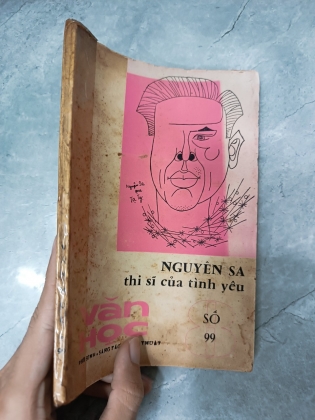 NGUYÊN SA
thi sĩ của tình yêu
VĂN
HỌC
SỐ
99